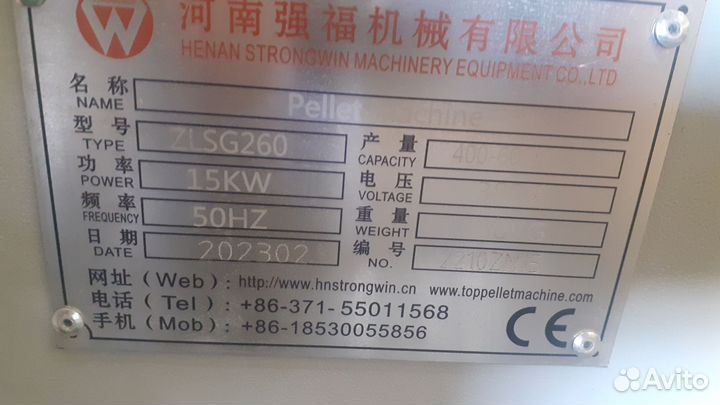 河南强福机械有限公司
HENAN STRONGWIN MACHINERY EQUIPMENT CO.,LTD
名称
NAME Pellet Machine
型号
TYPE ZLSG260
产量
CAPACITY
功率
POWER 15KW
电压
VOLTAGE
频率
FREQUENCY 50HZ
重量
WEIGHT
日期
DATE 202302
编号
NO.
网址 (Web) : http://www.hnstrongwin.cn www.toppelletmachine.com
电话 (Tel) : +86-371-55011568
手机 (Mob) : +86-18530055856
CE
Avito